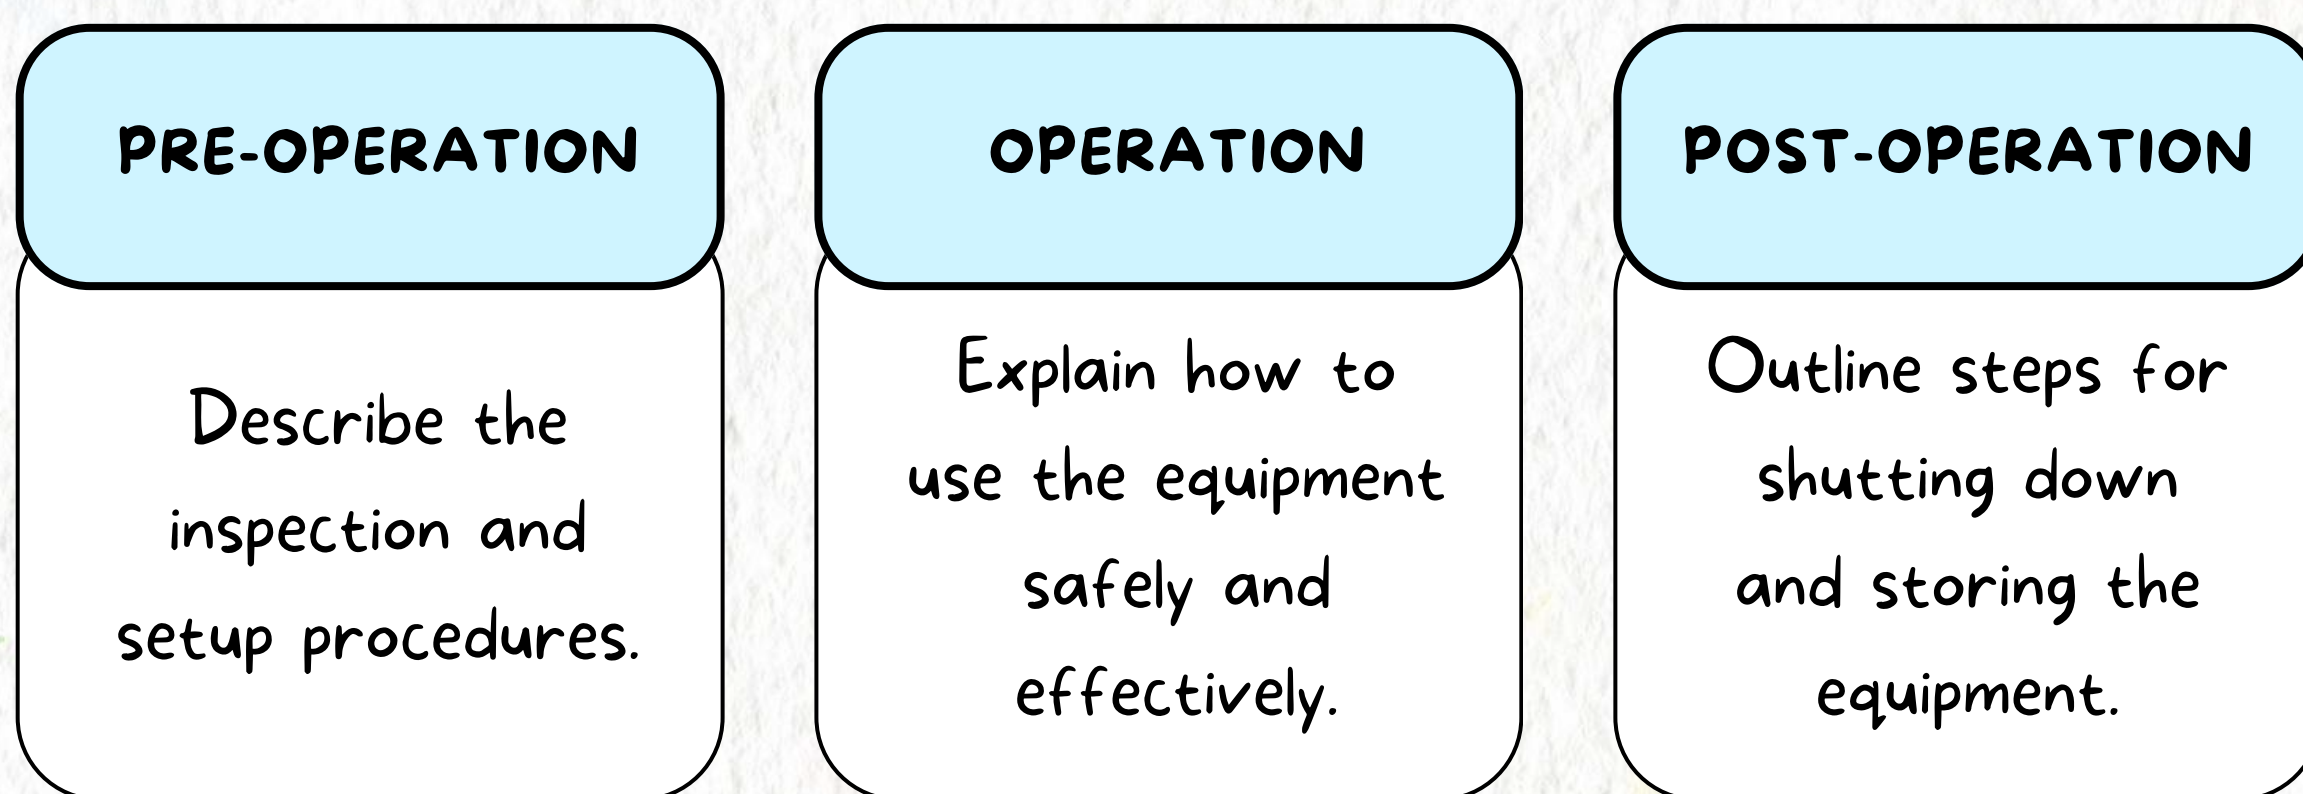 PRE-OPERATION
Describe the
inspection and
setup procedures.
OPERATION
Explain how to
use the equipment
safely and
effectively.
POST-OPERATION
Outline steps for
shutting down
and storing the
equipment.